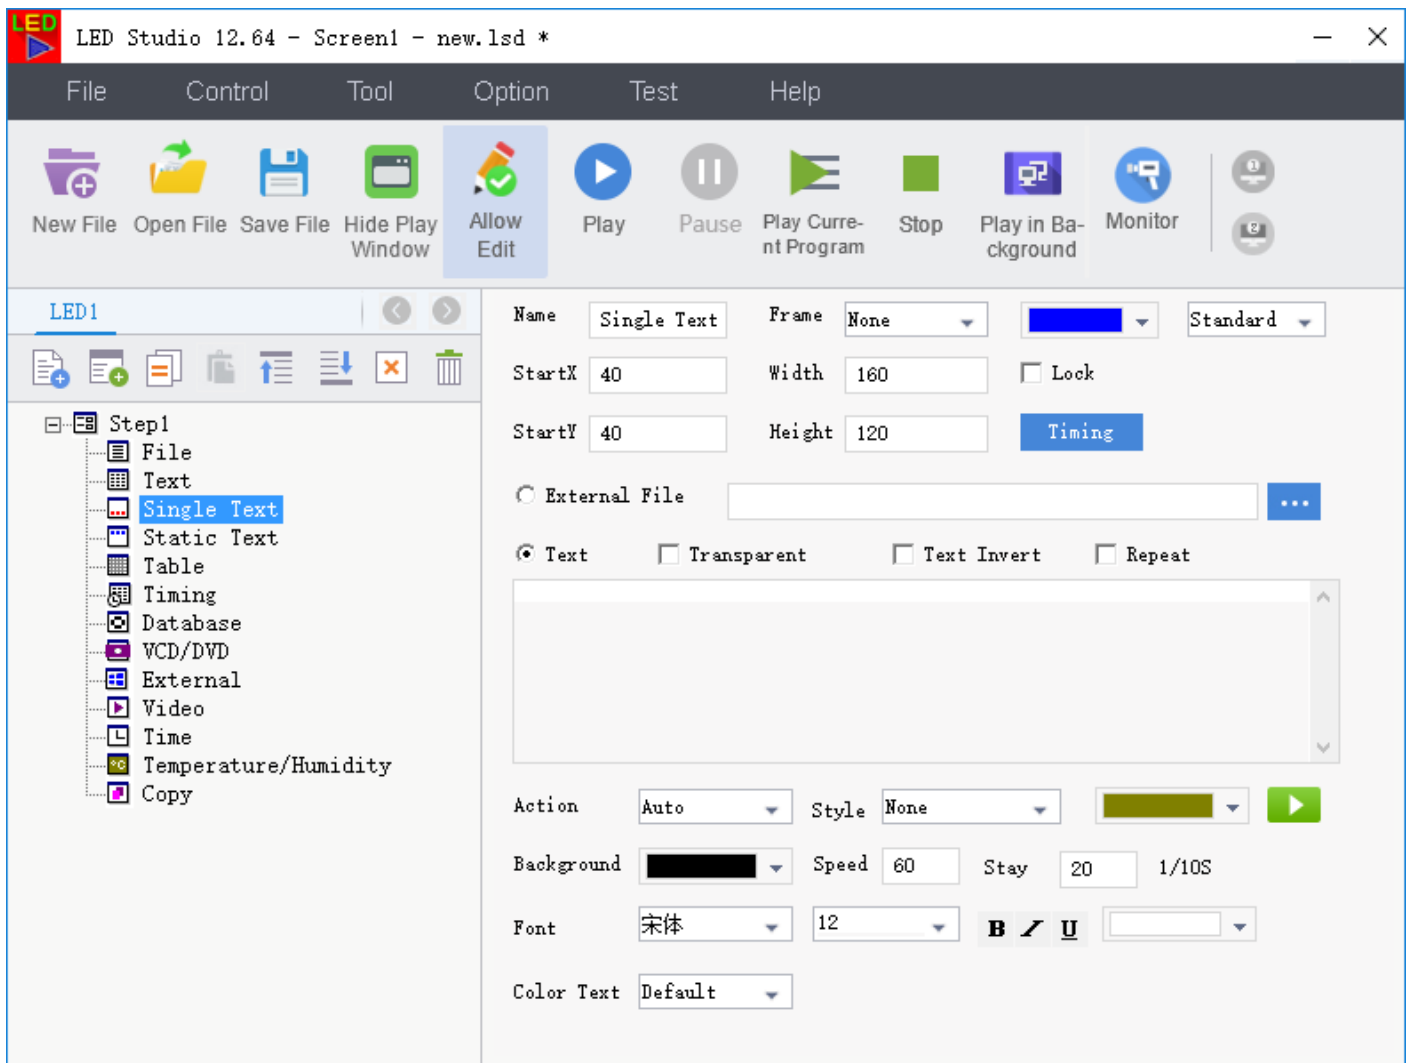 LED
LED Studio 12.64 - Screen1 - new.lsd *
File Control Tool Option Test Help
New File Open File Save File Hide Play Window Allow Edit Play Pause Play Curre-nt Program Stop Play in Ba-ckground Monitor
1
2
LED1
Step1
File
Text
Single Text
Static Text
Table
Timing
Database
VCD/DVD
External
Video
Time
°C Temperature/Humidity
Copy
Name Single Text Frame None Standard
StartX 40 Width 160 Lock
StartY 40 Height 120 Timing
External File ...
Text Transparent Text Invert Repeat
Action Auto Style None
Background Speed 60 Stay 20 1/10S
Font 宋体 12 B I U
Color Text Default